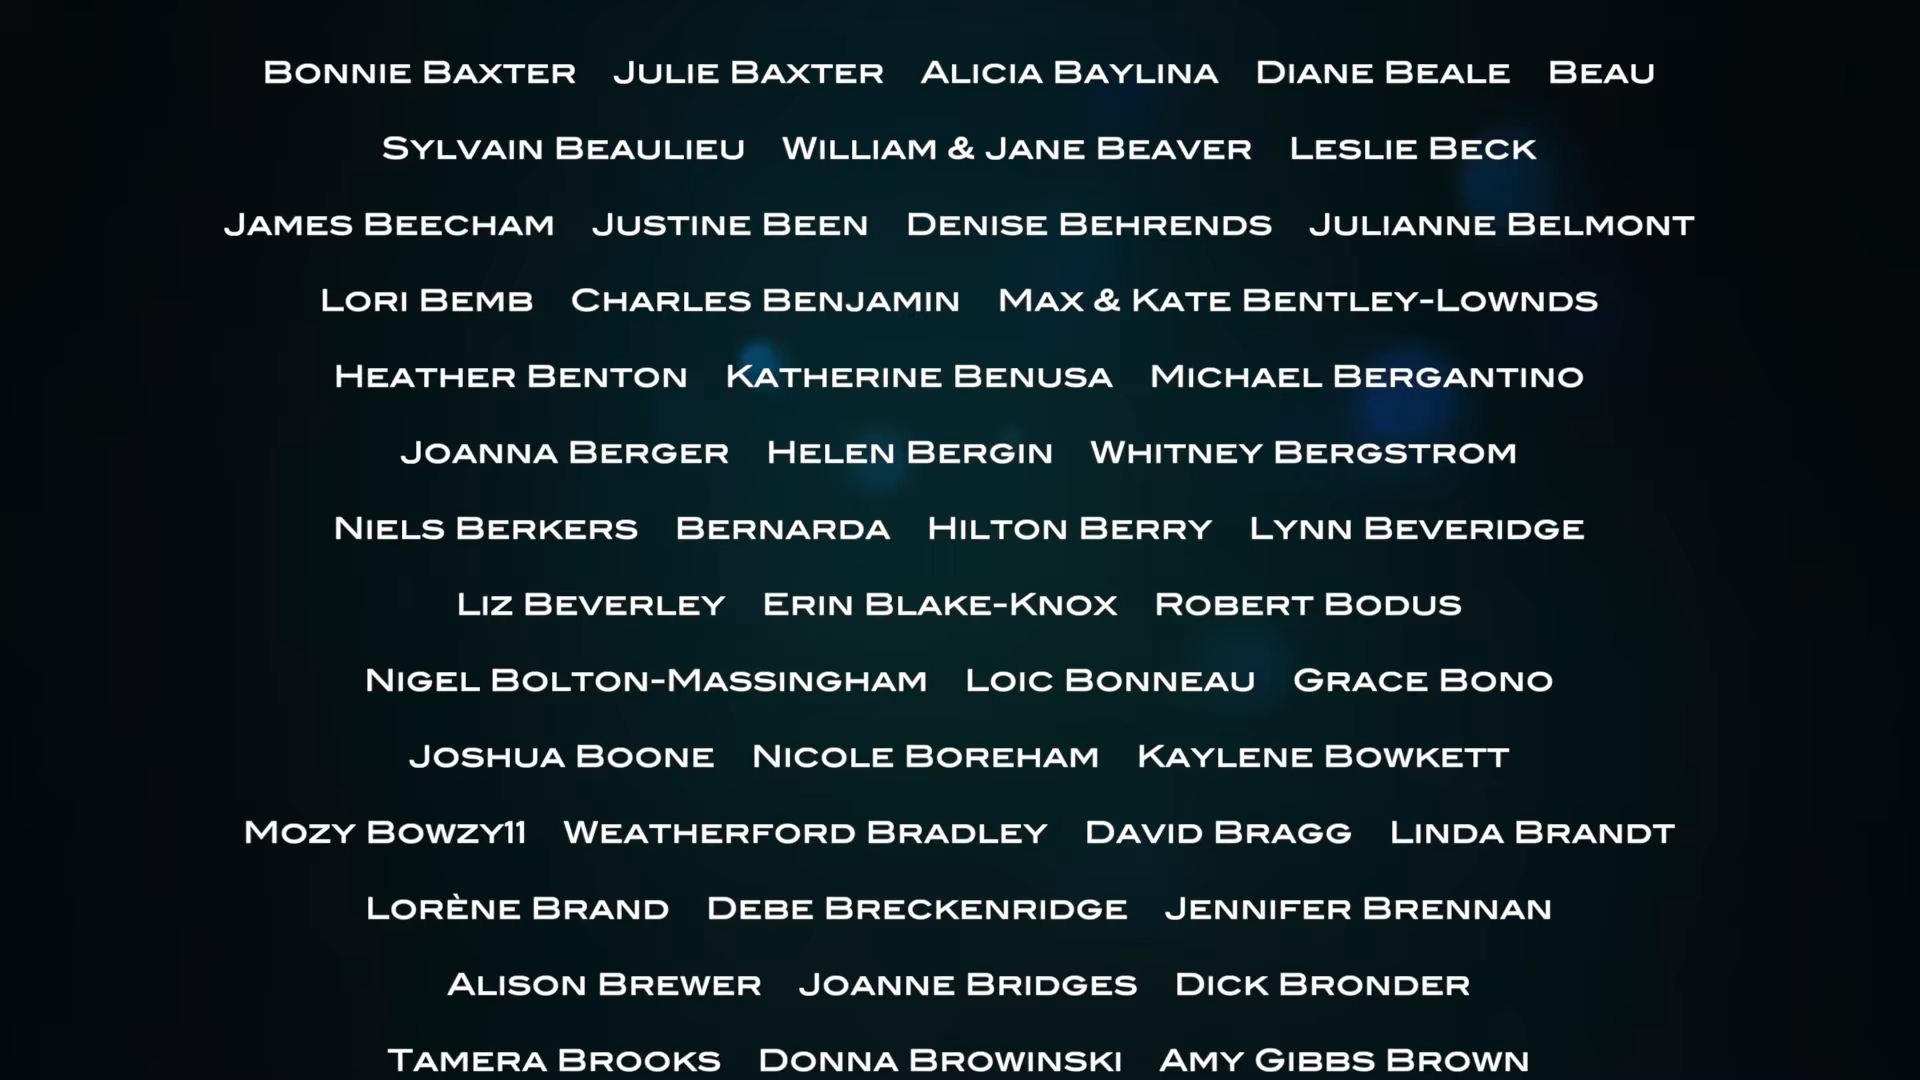 Bonnie Baxter Julie Baxter Alicia Baylina Diane Beale Beau
Sylvain Beaulieu William & Jane Beaver Leslie Beck
James Beecham Justine Been Denise Behrends Julianne Belmont
Lori Bemb Charles Benjamin Max & Kate Bentley-Lownds
Heather Benton Katherine Benusa Michael Bergantino
Joanna Berger Helen Bergin Whitney Bergstrom
Niels Berkers Bernarda Hilton Berry Lynn Beveridge
Liz Beverley Erin Blake-Knox Robert Bodus
Nigel Bolton-Massingham Loic Bonneau Grace Bono
Joshua Boone Nicole Boreham Kaylene Bowkett
Mozy Bowzy11 Weatherford Bradley David Bragg Linda Brandt
Lorène Brand Debe Breckenridge Jennifer Brennan
Alison Brewer Joanne Bridges Dick Bronder
Tamera Brooks Donna Browinski Amy Gibbs Brown